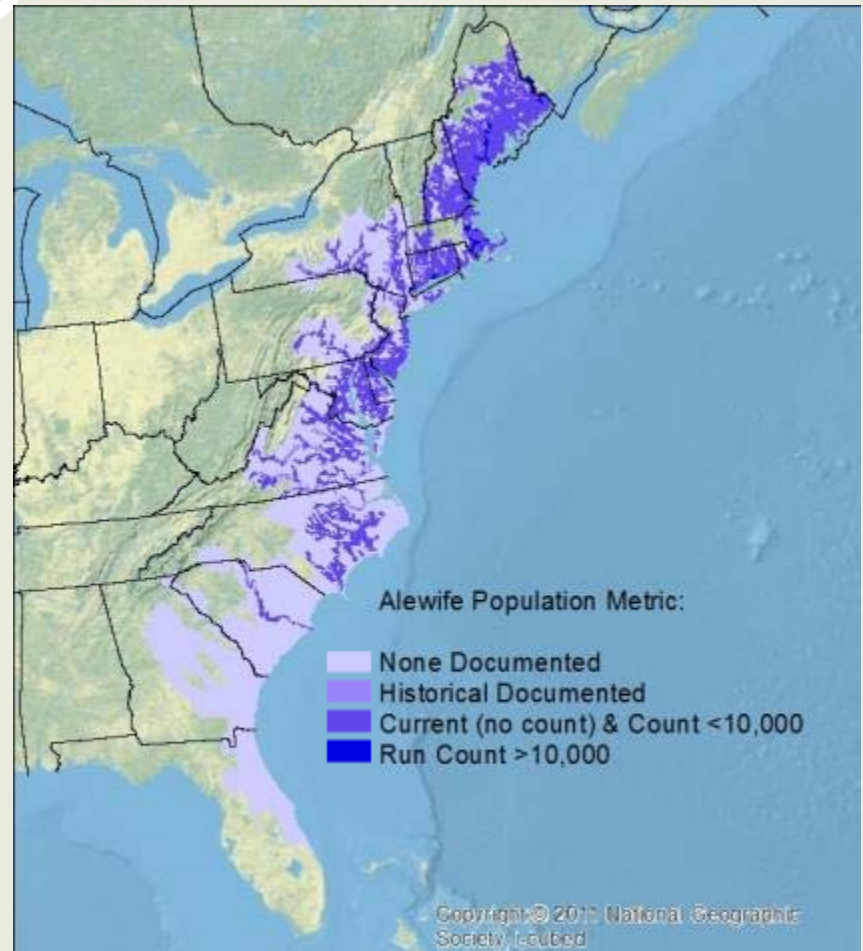 Alewife Population Metric:
None Documented
Historical Documented
Current (no count) & Count <10,000
Run Count >10,000
Copyright:© 2011 National Geographic
Society, i-cubed